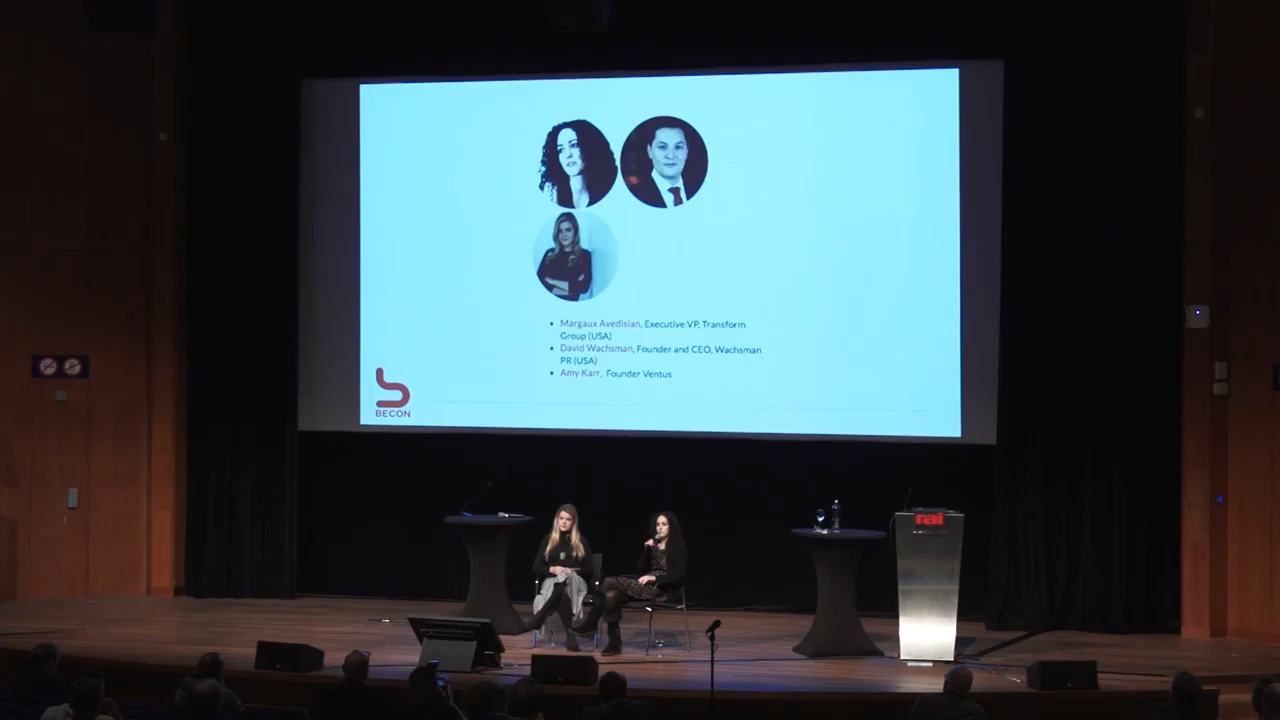 Margaux Avedisian, Executive VP, Transform
Group (USA)
David Wachsman, Founder and CEO, Wachsman
PR (USA)
Amy Karr, Founder Ventus
BECON
rai